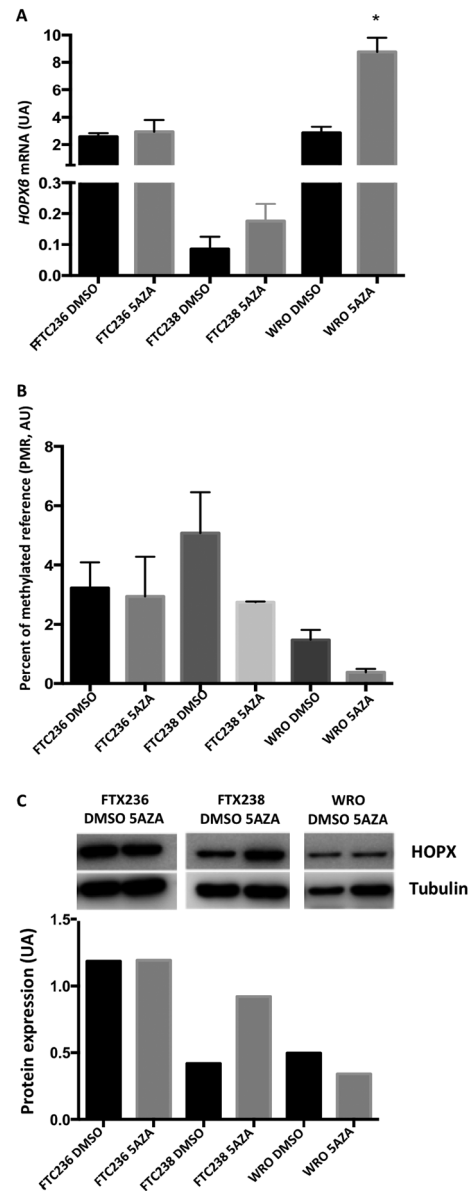 A
HOPXβ mRNA (UA)
10
8
6
4
2
0.3
0.2
0.1
0.0
*
FFTC236 DMSO
FTC236 5AZA
FTC238 DMSO
FTC238 5AZA
WRO DMSO
WRO 5AZA
B
Percent of methylated reference (PMR, AU)
8
6
4
2
0
FTC236 DMSO
FTC236 5AZA
FTC238 DMSO
FTC238 5AZA
WRO DMSO
WRO 5AZA
C
FTX236 FTX238 WRO
DMSO 5AZA DMSO 5AZA DMSO 5AZA
HOPX
Tubulin
Protein expression (UA)
1.5
1.0
0.5
0.0
FTC236 DMSO
FTC236 5AZA
FTC238 DMSO
FTC238 5AZA
WRO DMSO
WRO 5AZA